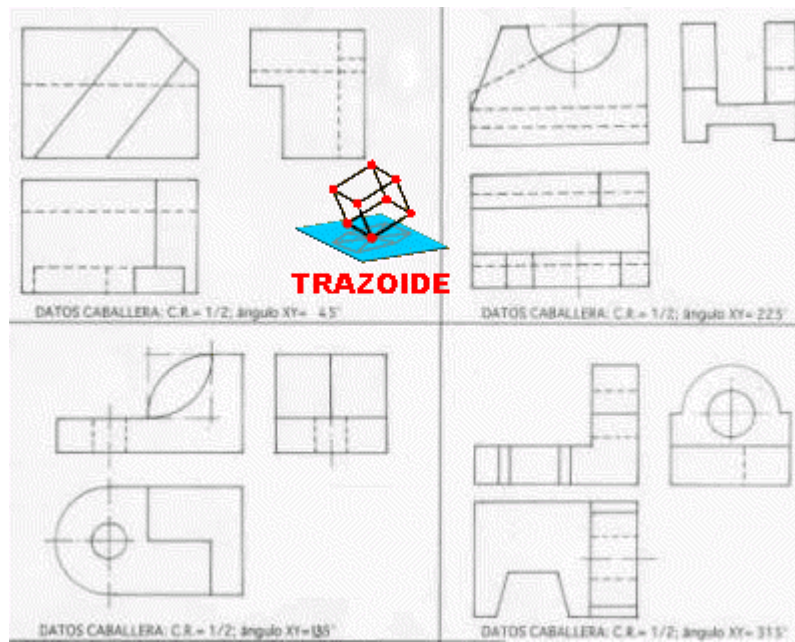 TRAZOIDE
DATOS CABALLERA: C.R.= 1/2; ángulo XY= 45°
DATOS CABALLERA: C.R.= 1/2; ángulo XY= 225°
DATOS CABALLERA: C.R.= 1/2; ángulo XY=135°
DATOS CABALLERA: C.R.= 1/2; ángulo XY= 315°